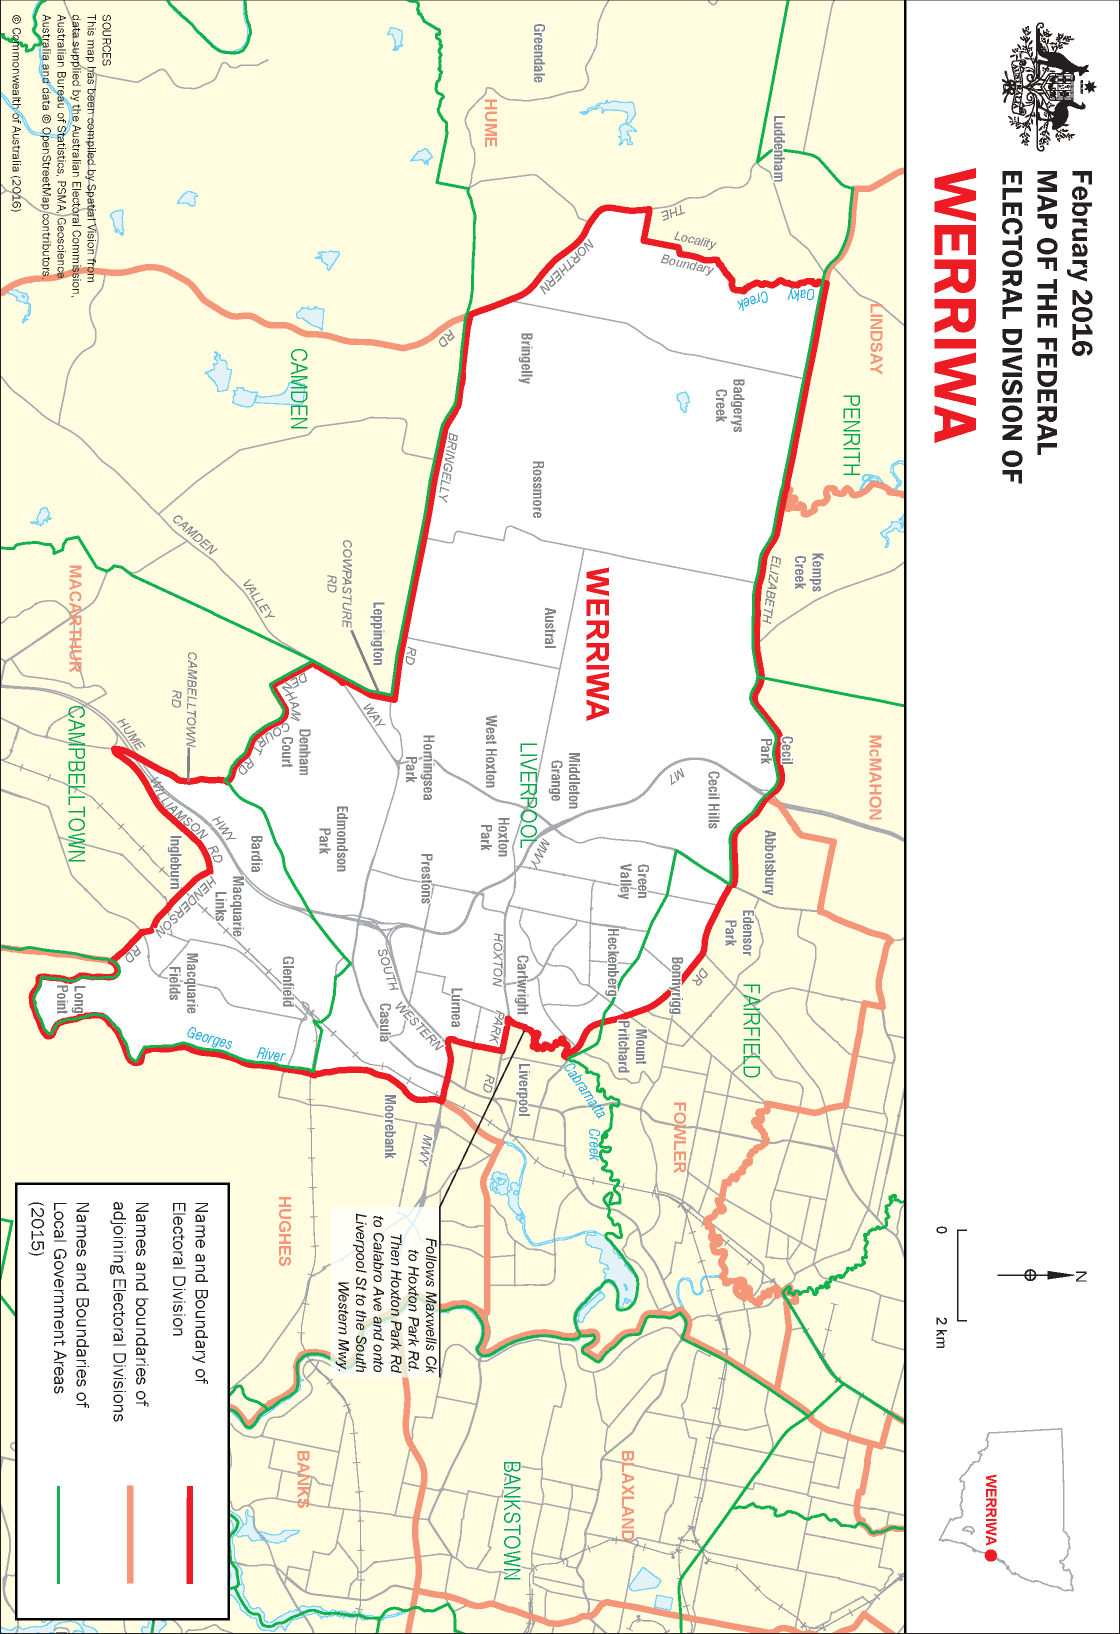 February 2016
MAP OF THE FEDERAL
ELECTORAL DIVISION OF
WERRIWA
N
0
2 km
WERRIWA
Luddenham
Greendale
HUME
THE
Locality
Boundary
NORTHERN
Oaky
Creek
LINDSAY
PENRITH
RD
Bringelly
Badgerys
Creek
CAMDEN
BRINGELLY
Rossmore
Kemps
Creek
ELIZABETH
WERRIWA
Austral
CAMDEN
VALLEY
WAY
COWPASTURE
RD
Leppington
RD
MACARTHUR
CAMPBELLTOWN
CAMBELLTOWN
RD
DENHAM COURT RD
Denham
Court
HUME
HWY
WILLIAMSON
RD
HENDERSON
RD
Ingleburn
Bardia
Macquarie
Links
Macquarie
Fields
Long
Point
Georges
River
Glenfield
Edmondson
Park
Horningsea
Park
West Hoxton
LIVERPOOL
Middleton
Grange
Hoxton
Park
Prestons
M7
MWY
Cecil Hills
Cecil
Park
McMAHON
Abbotsbury
Edensor
Park
Green
Valley
Heckenberg
Bonnyrigg
DR
FAIRFIELD
Mount
Pritchard
Cartwright
HOXTON
PARK
RD
Lurnea
Casula
SOUTH
WESTERN
MWY
Liverpool
Moorebank
Cabramatta
Creek
FOWLER
HUGHES
BANKS
BANKSTOWN
BLAXLAND
Follows Maxwells Ck
to Hoxton Park Rd.
Then Hoxton Park Rd
to Calabro Ave and onto
Liverpool St to the South
Western Mwy.
Name and Boundary of
Electoral Division
Names and boundaries of
adjoining Electoral Divisions
Names and Boundaries of
Local Government Areas
(2015)
SOURCES
This map has been compiled by Spatial Vision from
data supplied by the Australian Electoral Commission,
Australian Bureau of Statistics, PSMA, Geoscience
Australia and data © OpenStreetMap contributors.
© Commonwealth of Australia (2016)